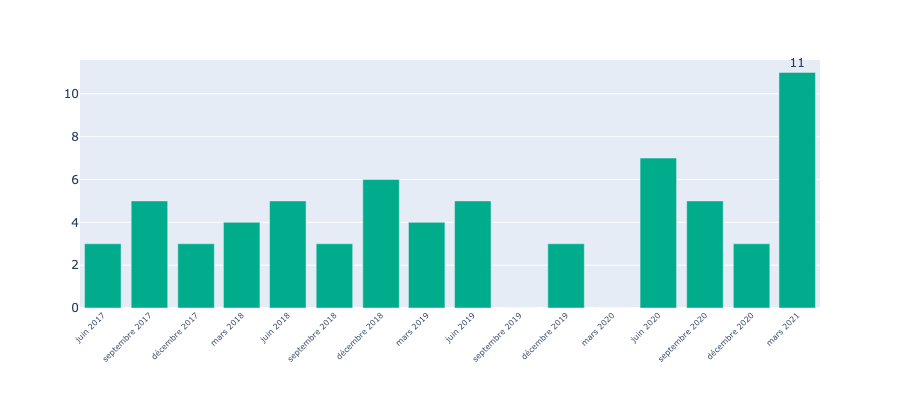 11
10
8
6
4
2
0
juin 2017
septembre 2017
décembre 2017
mars 2018
juin 2018
septembre 2018
décembre 2018
mars 2019
juin 2019
septembre 2019
décembre 2019
mars 2020
juin 2020
septembre 2020
décembre 2020
mars 2021